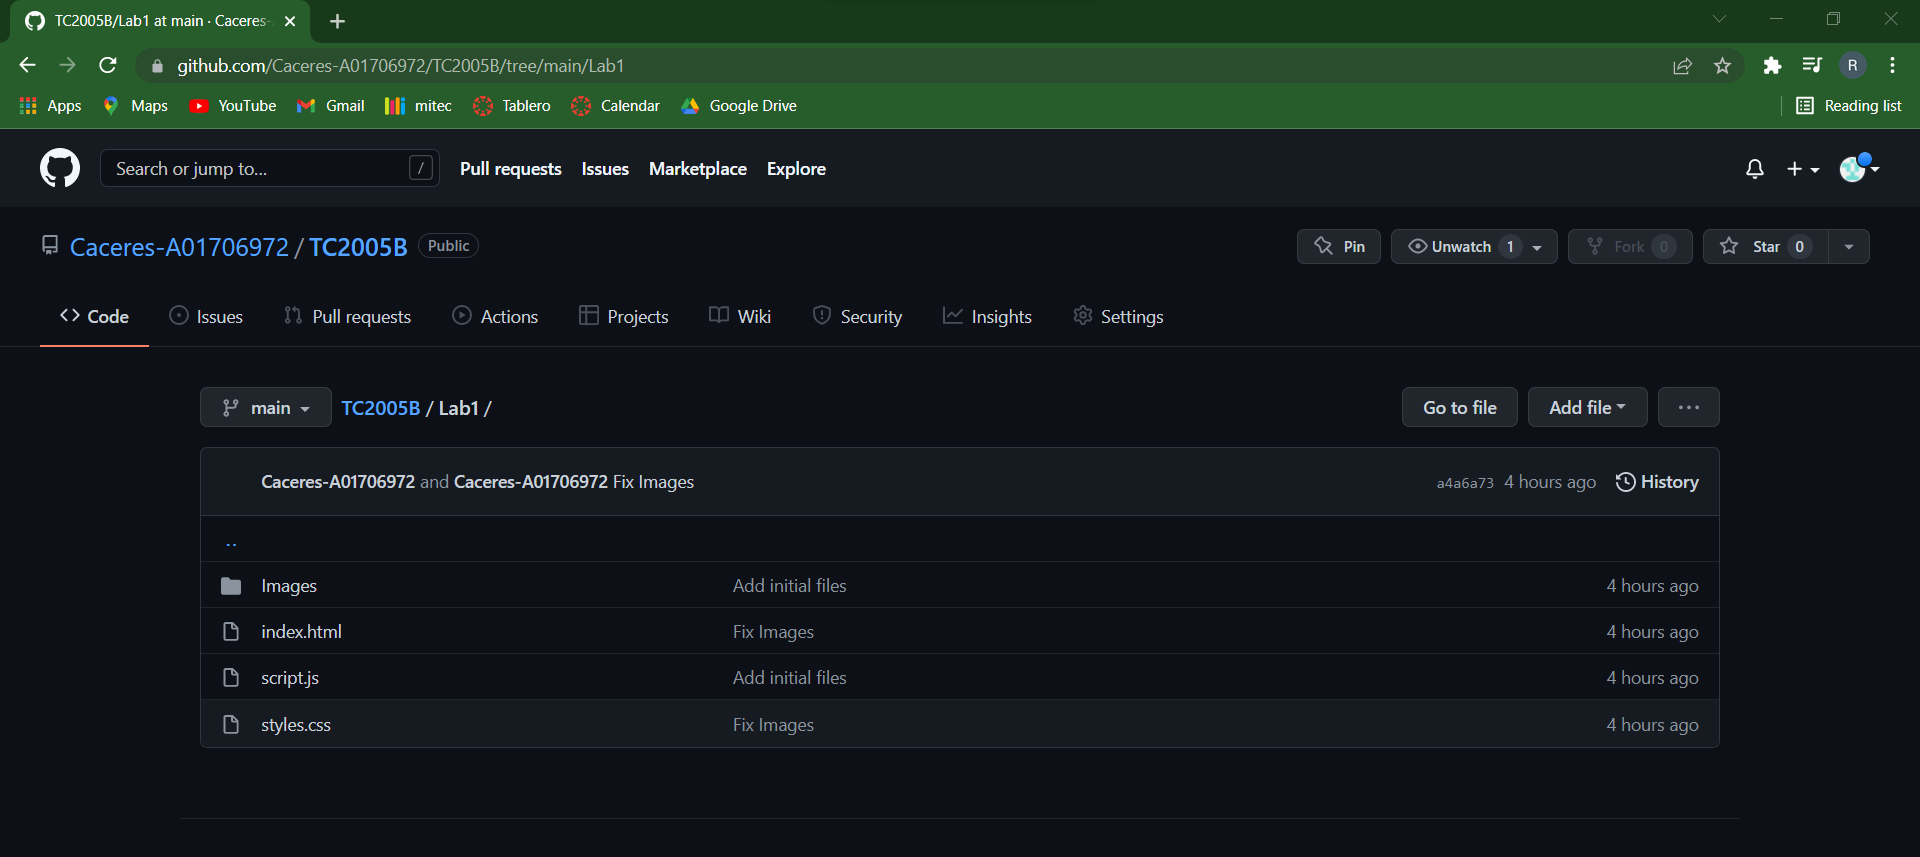 TC2005B/Lab1 at main · Caceres-
github.com/Caceres-A01706972/TC2005B/tree/main/Lab1
R
Apps Maps YouTube Gmail mitec Tablero Calendar Google Drive Reading list
Search or jump to... / Pull requests Issues Marketplace Explore
Caceres-A01706972 / TC2005B Public Pin Unwatch 1 Fork 0 Star 0
Code Issues Pull requests Actions Projects Wiki Security Insights Settings
main TC2005B / Lab1 / Go to file Add file ...
Caceres-A01706972 and Caceres-A01706972 Fix Images a4a6a73 4 hours ago History
..
Images Add initial files 4 hours ago
index.html Fix Images 4 hours ago
script.js Add initial files 4 hours ago
styles.css Fix Images 4 hours ago